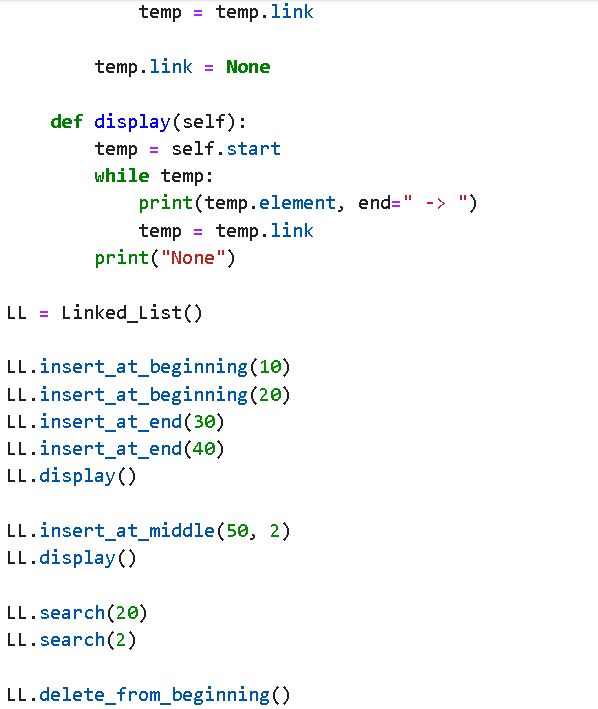 temp = temp.link

        temp.link = None

    def display(self):
        temp = self.start
        while temp:
            print(temp.element, end=" -> ")
            temp = temp.link
        print("None")

LL = Linked_List()

LL.insert_at_beginning(10)
LL.insert_at_beginning(20)
LL.insert_at_end(30)
LL.insert_at_end(40)
LL.display()

LL.insert_at_middle(50, 2)
LL.display()

LL.search(20)
LL.search(2)

LL.delete_from_beginning()